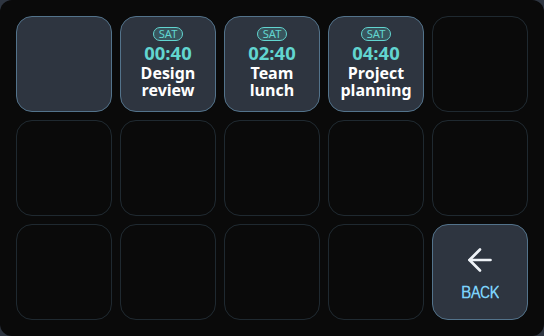 SAT
00:40
Design
review
SAT
02:40
Team
lunch
SAT
04:40
Project
planning
BACK